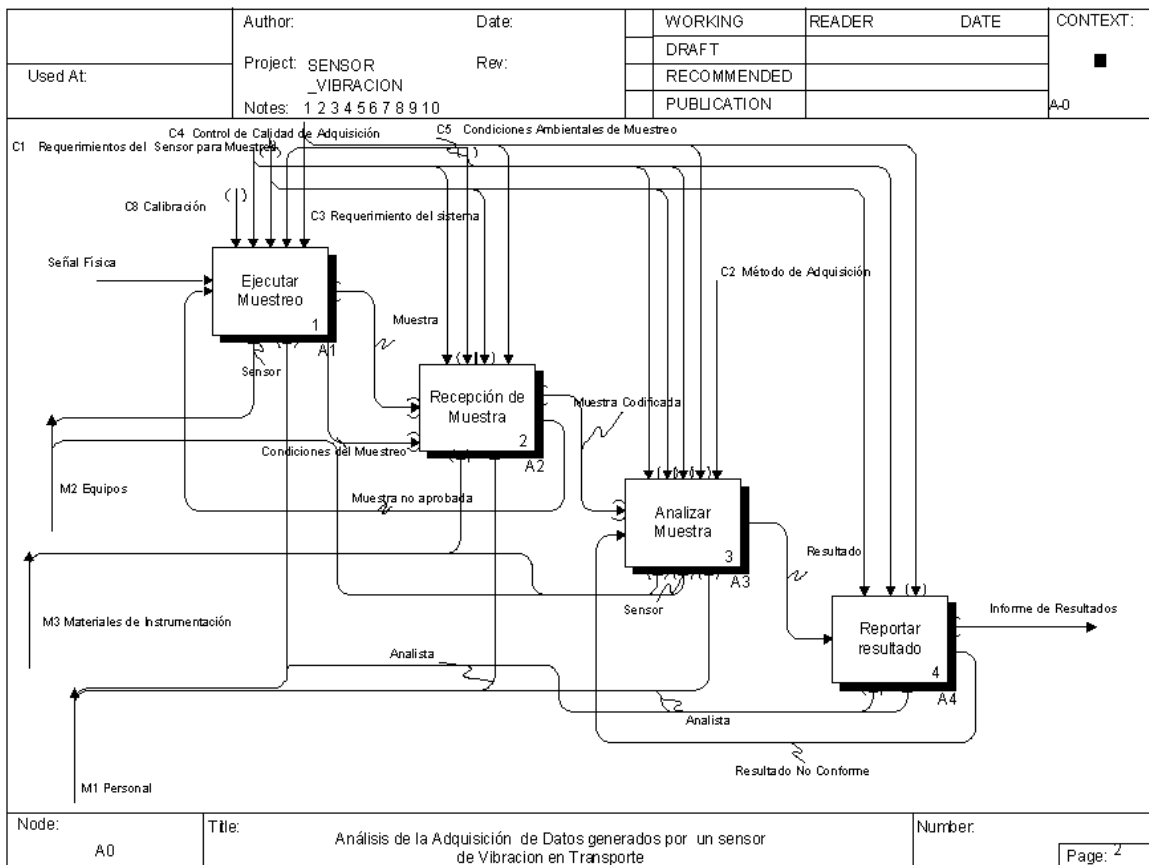 Used At:
Author:
Date:
Project: SENSOR
_VIBRACION
Rev:
Notes: 1 2 3 4 5 6 7 8 9 10
WORKING
DRAFT
RECOMMENDED
PUBLICATION
READER
DATE
CONTEXT:
A-0
C4 Control de Calidad de Adquisición
C5 Condiciones Ambientales de Muestreo
C1 Requerimientos del Sensor para Muestreo
C8 Calibración
C3 Requerimiento del sistema
Señal Física
Ejecutar
Muestreo
1
A1
C2 Método de Adquisición
Muestra
Sensor
Recepción de
Muestra
2
A2
Muestra Codificada
Condiciones del Muestreo
M2 Equipos
Muestra no aprobada
Analizar
Muestra
3
A3
Resultado
Sensor
M3 Materiales de Instrumentación
Informe de Resultados
Reportar
resultado
4
A4
Analista
Analista
Resultado No Conforme
M1 Personal
Node:
A0
Title:
Análisis de la Adquisición de Datos generados por un sensor
de Vibracion en Transporte
Number:
Page: 2